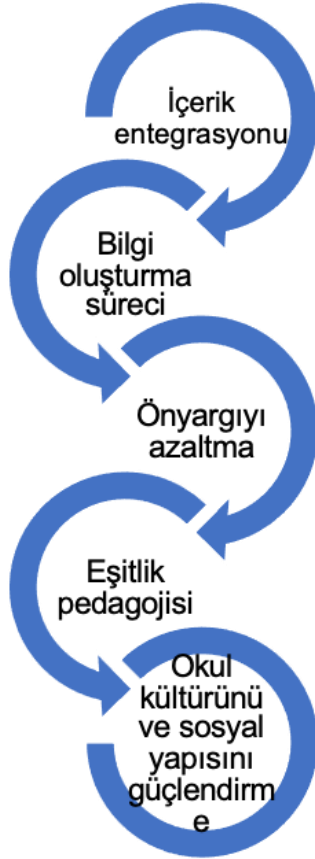 İçerik
entegrasyonu
Bilgi
oluşturma
süreci
Önyargıyı
azaltma
Eşitlik
pedagojisi
Okul
kültürünü
ve sosyal
yapısını
güçlendirm
e